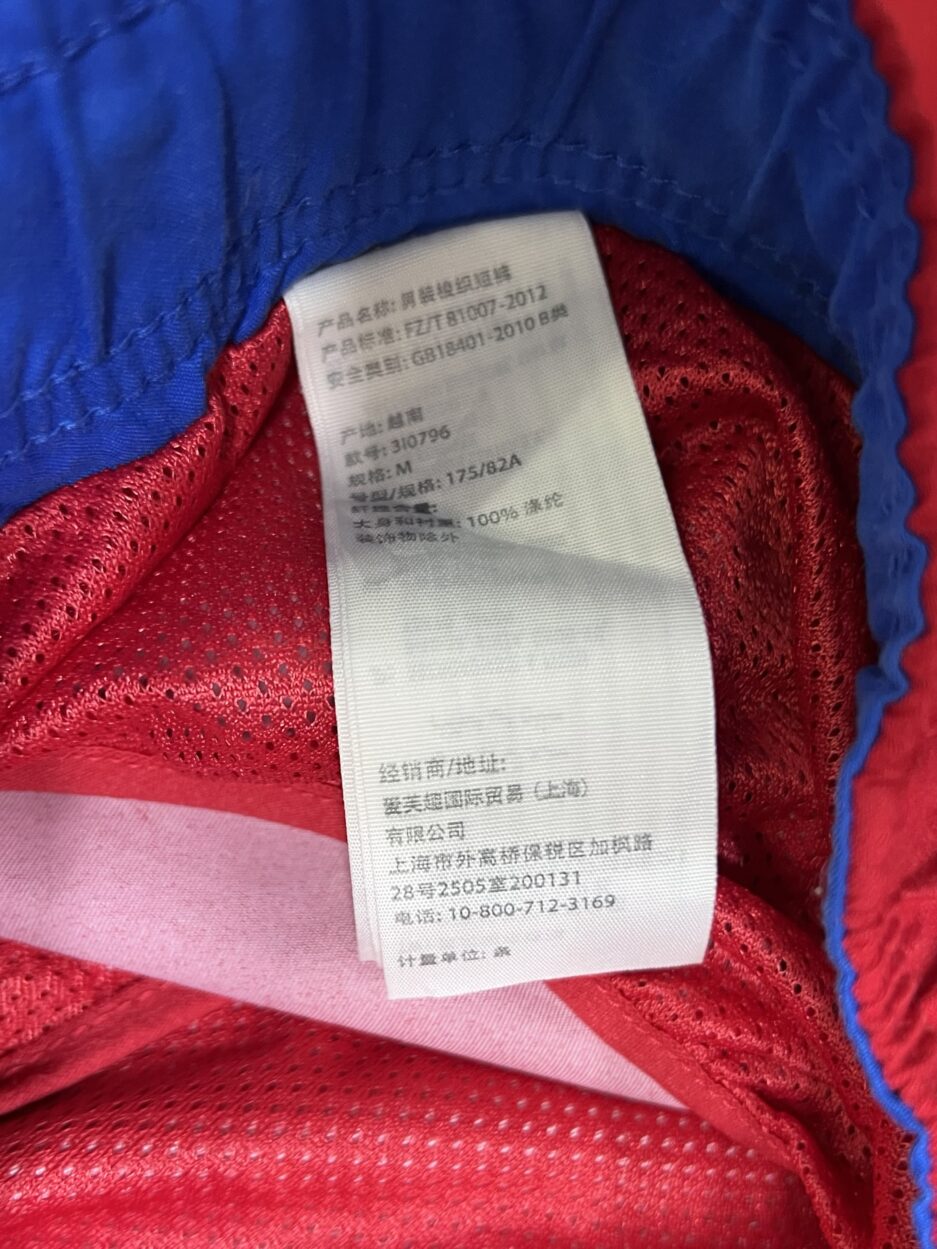 产品名称: 男装梭织短裤
产品标准: FZ/T 81007-2012
安全类别: GB18401-2010 B类
产地: 越南
款号: 3I0796
规格: M
号型/规格: 175/82A
纤维含量:
大身和衬里: 100% 涤纶
装饰物除外
经销商/地址:
爱芙趣国际贸易（上海）
有限公司
上海市外高桥保税区加枫路
28号2505室200131
电话: 10-800-712-3169
计量单位: 条